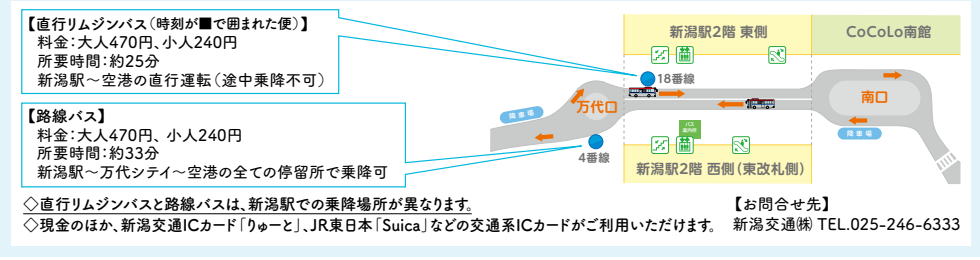 【直行リムジンバス（時刻が■で囲まれた便）】
料金：大人470円、小人240円
所要時間：約25分
新潟駅～空港の直行運転（途中乗降不可）
【路線バス】
料金：大人470円、小人240円
所要時間：約33分
新潟駅～万代シテイ～空港の全ての停留所で乗降可
新潟駅2階 東側
CoCoLo南館
18番線
万代口
南口
降車場
降車場
バス
案内所
4番線
新潟駅2階 西側（東改札側）
◇直行リムジンバスと路線バスは、新潟駅での乗降場所が異なります。
◇現金のほか、新潟交通ICカード「りゅーと」、JR東日本「Suica」などの交通系ICカードがご利用いただけます。
【お問合せ先】
新潟交通㈱ TEL.025-246-6333